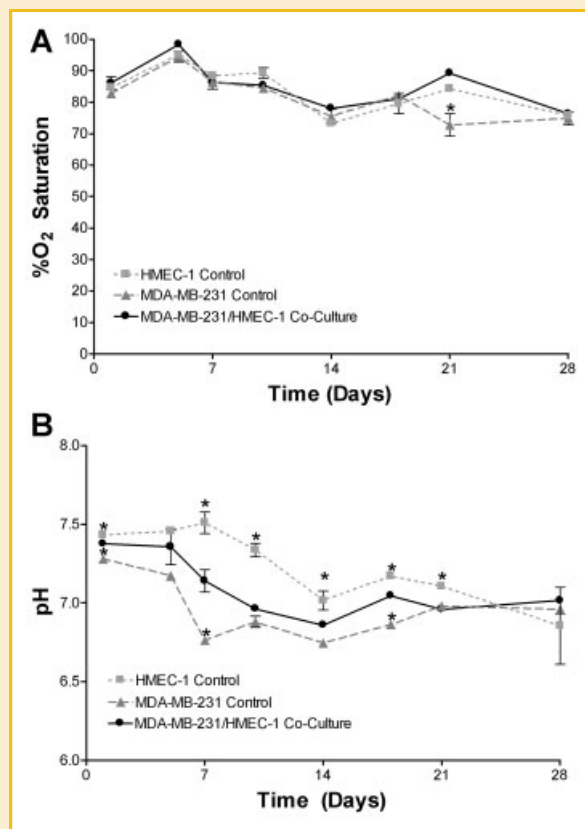 A
100
90
80
70
60
50
40
30
20
10
0
%O₂ Saturation
*
HMEC-1 Control
MDA-MB-231 Control
MDA-MB-231/HMEC-1 Co-Culture
0 7 14 21 28
Time (Days)
B
8.0
7.5
7.0
6.5
6.0
pH
* * * * * *
* * *
HMEC-1 Control
MDA-MB-231 Control
MDA-MB-231/HMEC-1 Co-Culture
0 7 14 21 28
Time (Days)